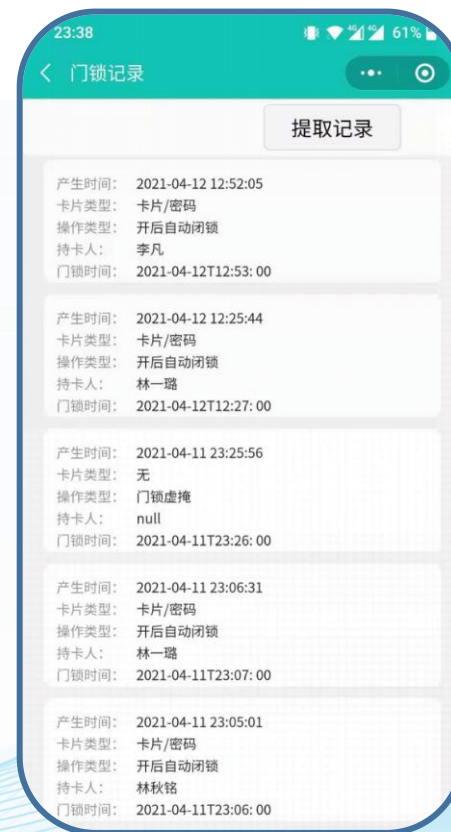 23:38
4G 4G 61%
门锁记录
提取记录
产生时间: 2021-04-12 12:52:05
卡片类型: 卡片/密码
操作类型: 开后自动闭锁
持卡人: 李凡
门锁时间: 2021-04-12T12:53: 00
产生时间: 2021-04-12 12:25:44
卡片类型: 卡片/密码
操作类型: 开后自动闭锁
持卡人: 林一璐
门锁时间: 2021-04-12T12:27: 00
产生时间: 2021-04-11 23:25:56
卡片类型: 无
操作类型: 门锁虚掩
持卡人: null
门锁时间: 2021-04-11T23:26: 00
产生时间: 2021-04-11 23:06:31
卡片类型: 卡片/密码
操作类型: 开后自动闭锁
持卡人: 林一璐
门锁时间: 2021-04-11T23:07: 00
产生时间: 2021-04-11 23:05:01
卡片类型: 卡片/密码
操作类型: 开后自动闭锁
持卡人: 林秋铭
门锁时间: 2021-04-11T23:06: 00